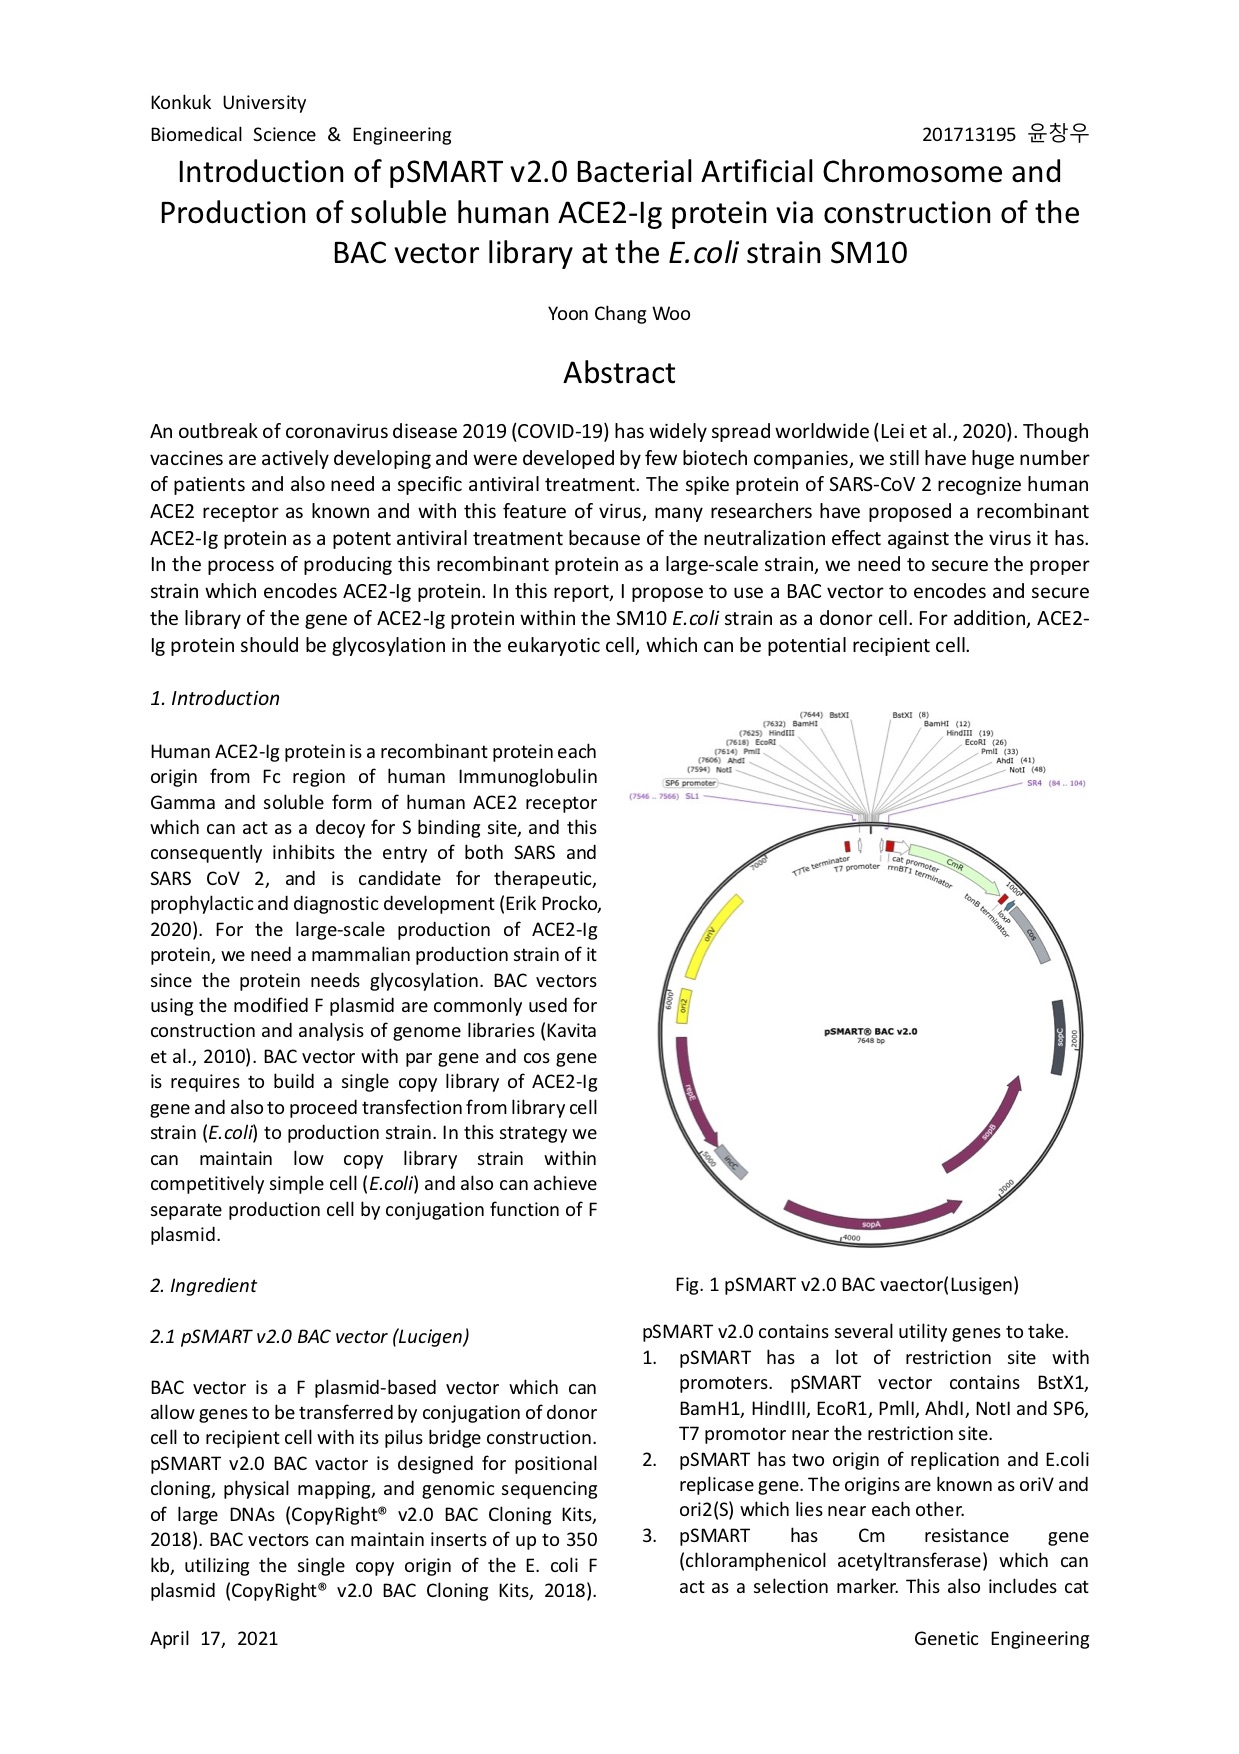 Konkuk University
Biomedical Science & Engineering 201713195 윤창우
Introduction of pSMART v2.0 Bacterial Artificial Chromosome and
Production of soluble human ACE2-Ig protein via construction of the
BAC vector library at the E.coli strain SM10
Yoon Chang Woo
Abstract
An outbreak of coronavirus disease 2019 (COVID-19) has widely spread worldwide (Lei et al., 2020). Though
vaccines are actively developing and were developed by few biotech companies, we still have huge number
of patients and also need a specific antiviral treatment. The spike protein of SARS-CoV 2 recognize human
ACE2 receptor as known and with this feature of virus, many researchers have proposed a recombinant
ACE2-Ig protein as a potent antiviral treatment because of the neutralization effect against the virus it has.
In the process of producing this recombinant protein as a large-scale strain, we need to secure the proper
strain which encodes ACE2-Ig protein. In this report, I propose to use a BAC vector to encodes and secure
the library of the gene of ACE2-Ig protein within the SM10 E.coli strain as a donor cell. For addition, ACE2-
Ig protein should be glycosylation in the eukaryotic cell, which can be potential recipient cell.
1. Introduction
Human ACE2-Ig protein is a recombinant protein each
origin from Fc region of human Immunoglobulin
Gamma and soluble form of human ACE2 receptor
which can act as a decoy for S binding site, and this
consequently inhibits the entry of both SARS and
SARS CoV 2, and is candidate for therapeutic,
prophylactic and diagnostic development (Erik Procko,
2020). For the large-scale production of ACE2-Ig
protein, we need a mammalian production strain of it
since the protein needs glycosylation. BAC vectors
using the modified F plasmid are commonly used for
construction and analysis of genome libraries (Kavita
et al., 2010). BAC vector with par gene and cos gene
is requires to build a single copy library of ACE2-Ig
gene and also to proceed transfection from library cell
strain (E.coli) to production strain. In this strategy we
can maintain low copy library strain within
competitively simple cell (E.coli) and also can achieve
separate production cell by conjugation function of F
plasmid.
2. Ingredient
2.1 pSMART v2.0 BAC vector (Lucigen)
BAC vector is a F plasmid-based vector which can
allow genes to be transferred by conjugation of donor
cell to recipient cell with its pilus bridge construction.
pSMART v2.0 BAC vactor is designed for positional
cloning, physical mapping, and genomic sequencing
of large DNAs (CopyRight® v2.0 BAC Cloning Kits,
2018). BAC vectors can maintain inserts of up to 350
kb, utilizing the single copy origin of the E. coli F
plasmid (CopyRight® v2.0 BAC Cloning Kits, 2018).
(7644) BstXI
(7632) BamHI
(7625) HindIII
(7618) EcoRI
(7614) PmlI
(7606) AhdI
(7594) NotI
SP6 promoter
(7546 .. 7566) SL1
BstXI (8)
BamHI (12)
HindIII (19)
EcoRI (26)
PmlI (33)
AhdI (41)
NotI (48)
SR4 (84 .. 104)
T7Te terminator
T7 promoter
rrnBT1 terminator
cat promoter
CmR
tonB terminator
loxP
cos
1000
sopC
2000
sopB
3000
sopA
4000
incC
5000
repE
ori2
6000
oriV
7000
pSMART® BAC v2.0
7648 bp
Fig. 1 pSMART v2.0 BAC vaector(Lusigen)
pSMART v2.0 contains several utility genes to take.
1. pSMART has a lot of restriction site with
promoters. pSMART vector contains BstX1,
BamH1, HindIII, EcoR1, PmlI, AhdI, NotI and SP6,
T7 promotor near the restriction site.
2. pSMART has two origin of replication and E.coli
replicase gene. The origins are known as oriV and
ori2(S) which lies near each other.
3. pSMART has Cm resistance gene
(chloramphenicol acetyltransferase) which can
act as a selection marker. This also includes cat
April 17, 2021 Genetic Engineering